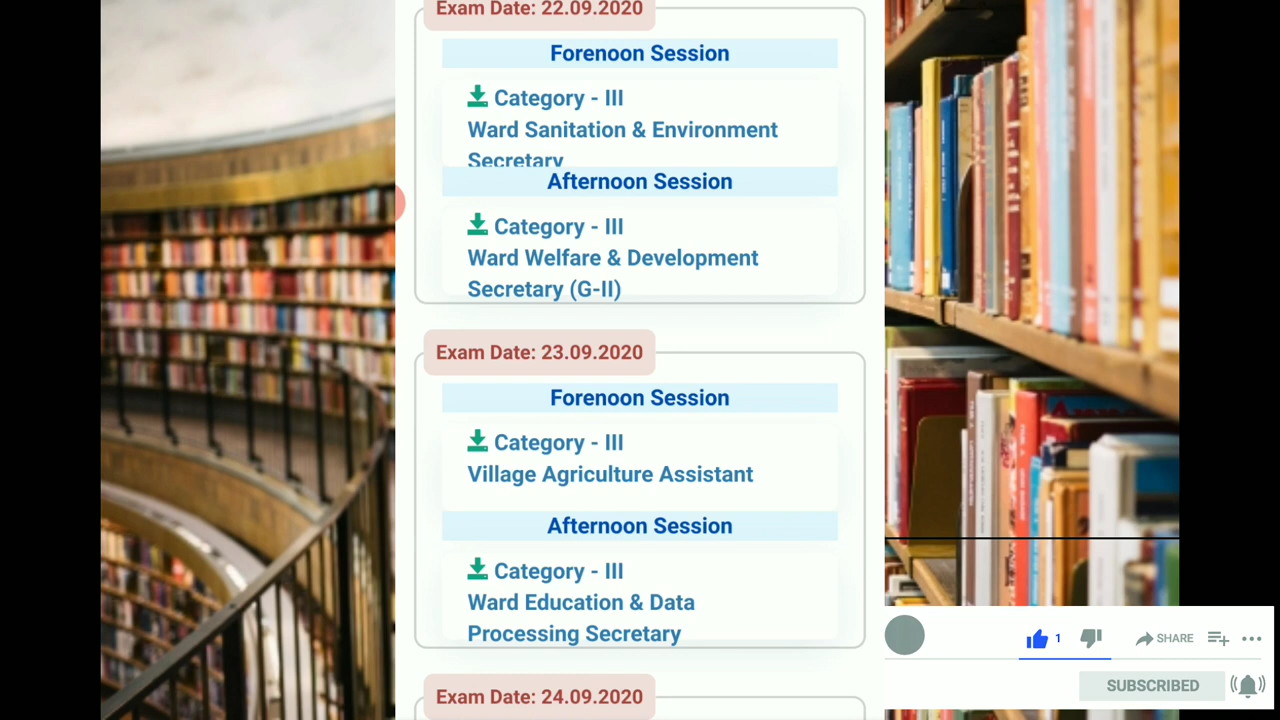 Exam Date: 22.09.2020
Forenoon Session
Category - III
Ward Sanitation & Environment
Secretary
Afternoon Session
Category - III
Ward Welfare & Development
Secretary (G-II)
Exam Date: 23.09.2020
Forenoon Session
Category - III
Village Agriculture Assistant
Afternoon Session
Category - III
Ward Education & Data
Processing Secretary
Exam Date: 24.09.2020
1
SHARE
SUBSCRIBED